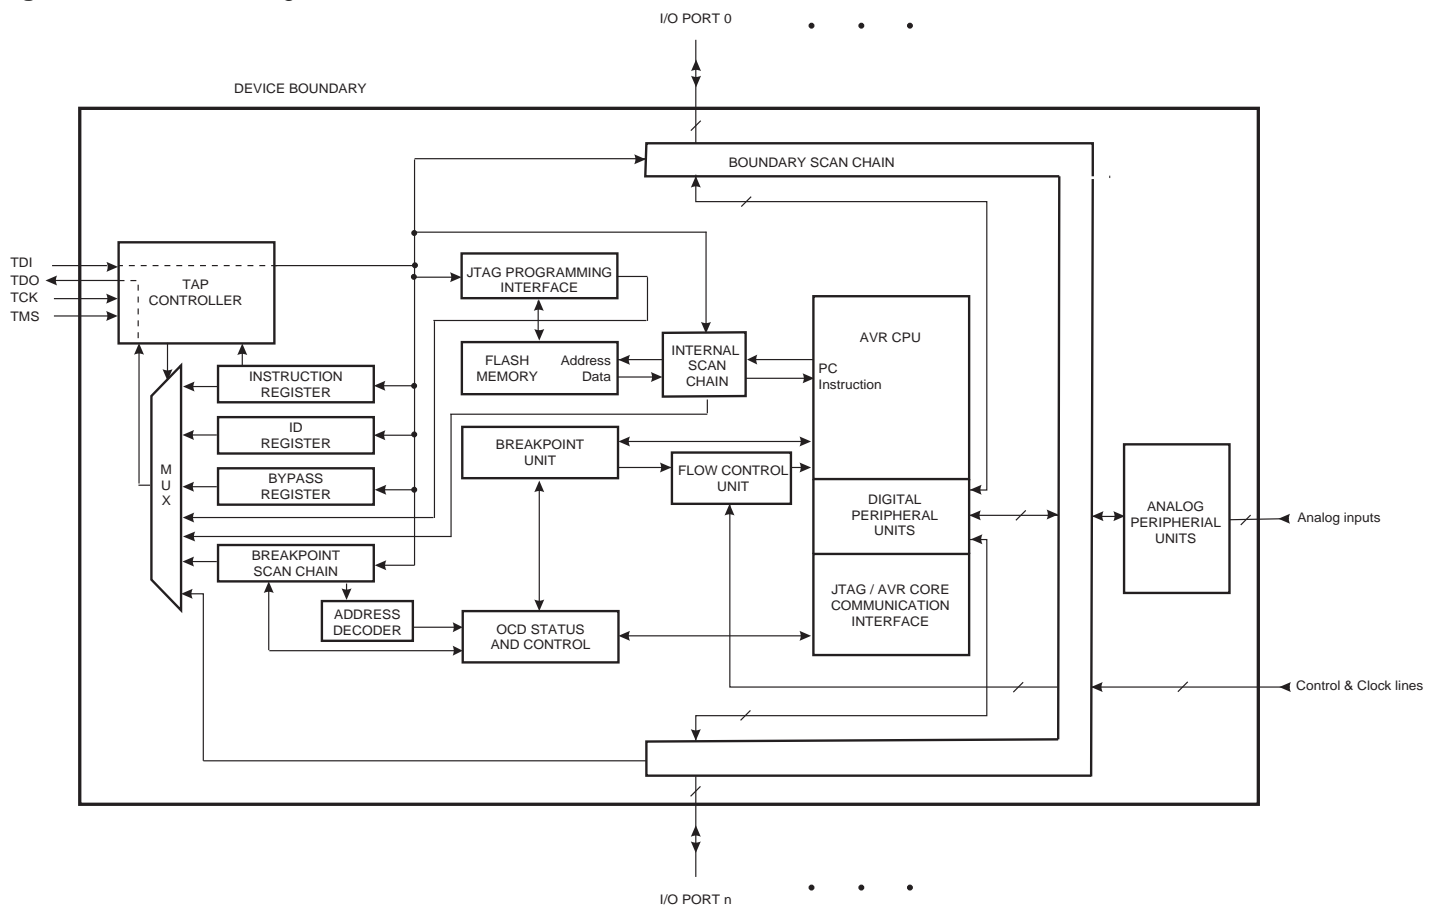 I/O PORT 0
DEVICE BOUNDARY
BOUNDARY SCAN CHAIN
TDI
TDO
TCK
TMS
TAP
CONTROLLER
JTAG PROGRAMMING
INTERFACE
AVR CPU
FLASH
MEMORY
Address
Data
INTERNAL
SCAN
CHAIN
PC
Instruction
INSTRUCTION
REGISTER
ID
REGISTER
BREAKPOINT
UNIT
FLOW CONTROL
UNIT
M
U
X
BYPASS
REGISTER
DIGITAL
PERIPHERAL
UNITS
ANALOG
PERIPHERIAL
UNITS
Analog inputs
BREAKPOINT
SCAN CHAIN
JTAG / AVR CORE
COMMUNICATION
INTERFACE
ADDRESS
DECODER
OCD STATUS
AND CONTROL
Control & Clock lines
I/O PORT n